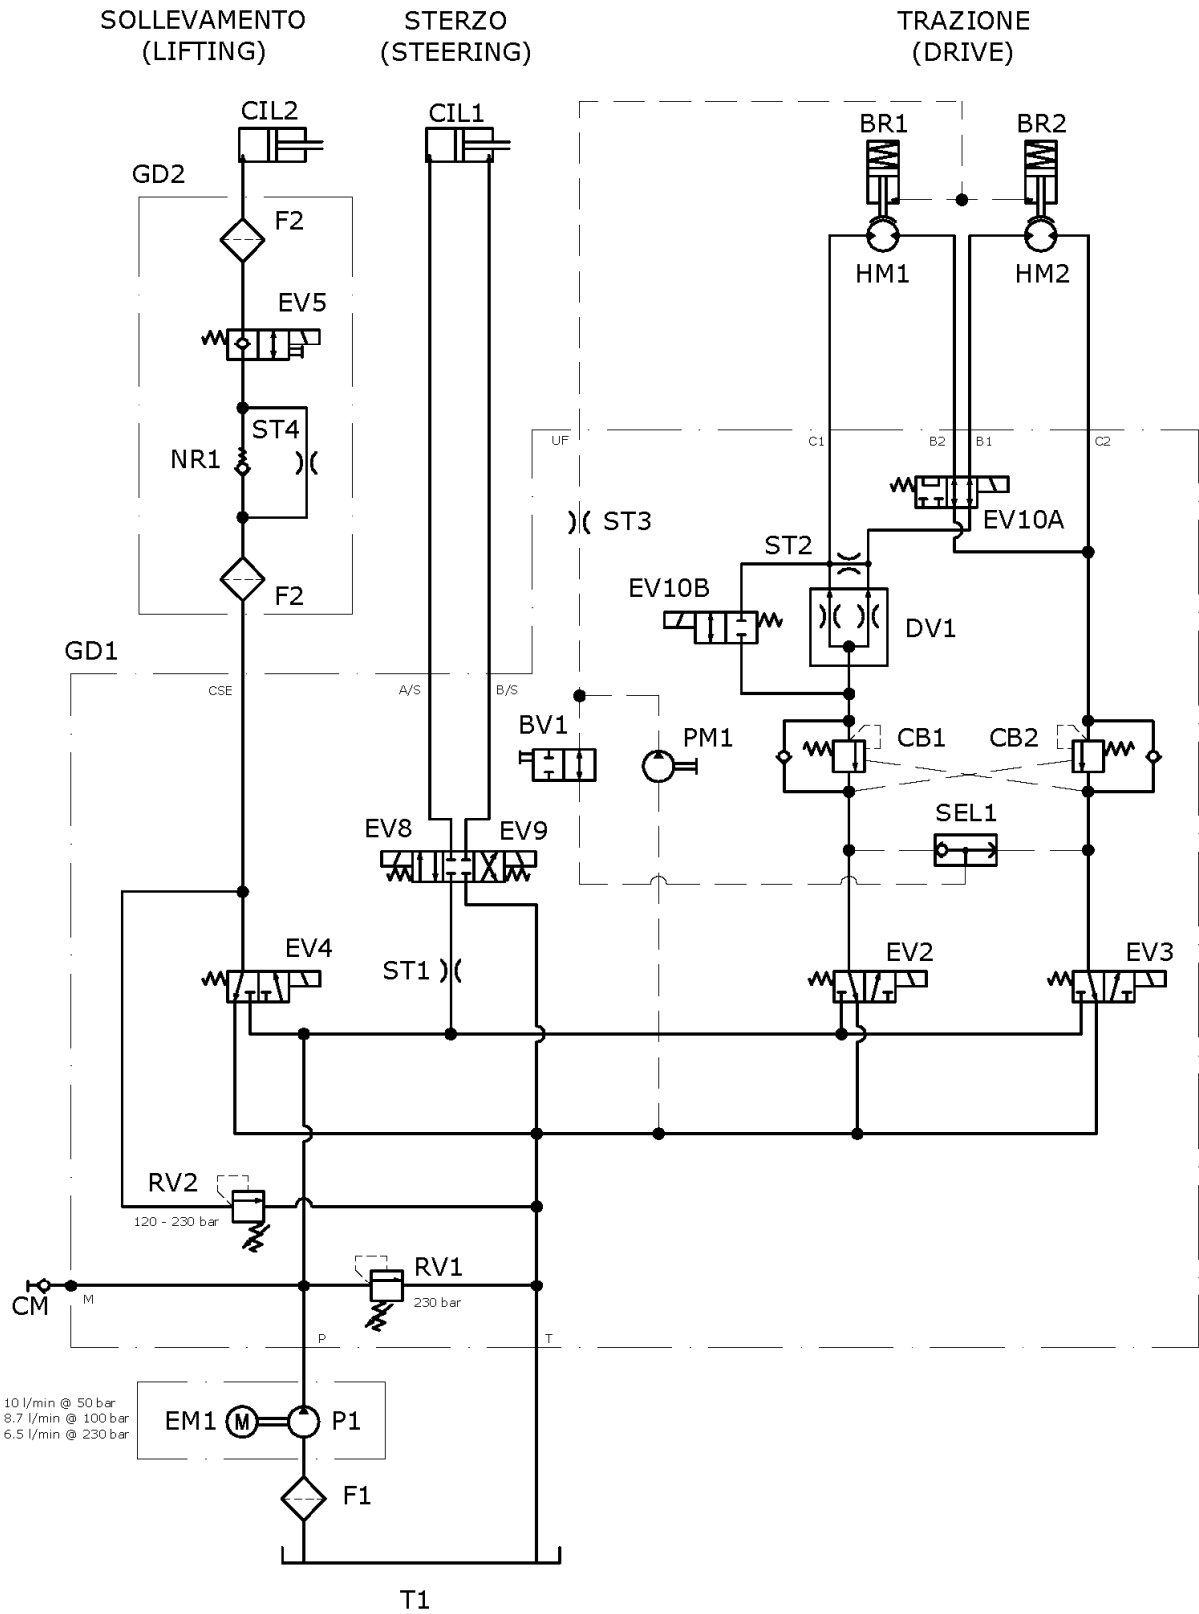 SOLLEVAMENTO
(LIFTING)
STERZO
(STEERING)
TRAZIONE
(DRIVE)
CIL2
CIL1
BR1
BR2
GD2
F2
HM1
HM2
EV5
ST4
NR1
UF
C1
B2
B1
C2
ST3
EV10A
ST2
EV10B
F2
DV1
GD1
CSE
A/S
B/S
BV1
PM1
CB1
CB2
SEL1
EV8
EV9
EV4
ST1
EV2
EV3
RV2
120 - 230 bar
RV1
230 bar
CM
M
P
T
10 l/min @ 50 bar
8.7 l/min @ 100 bar
6.5 l/min @ 230 bar
EM1
M
P1
F1
T1